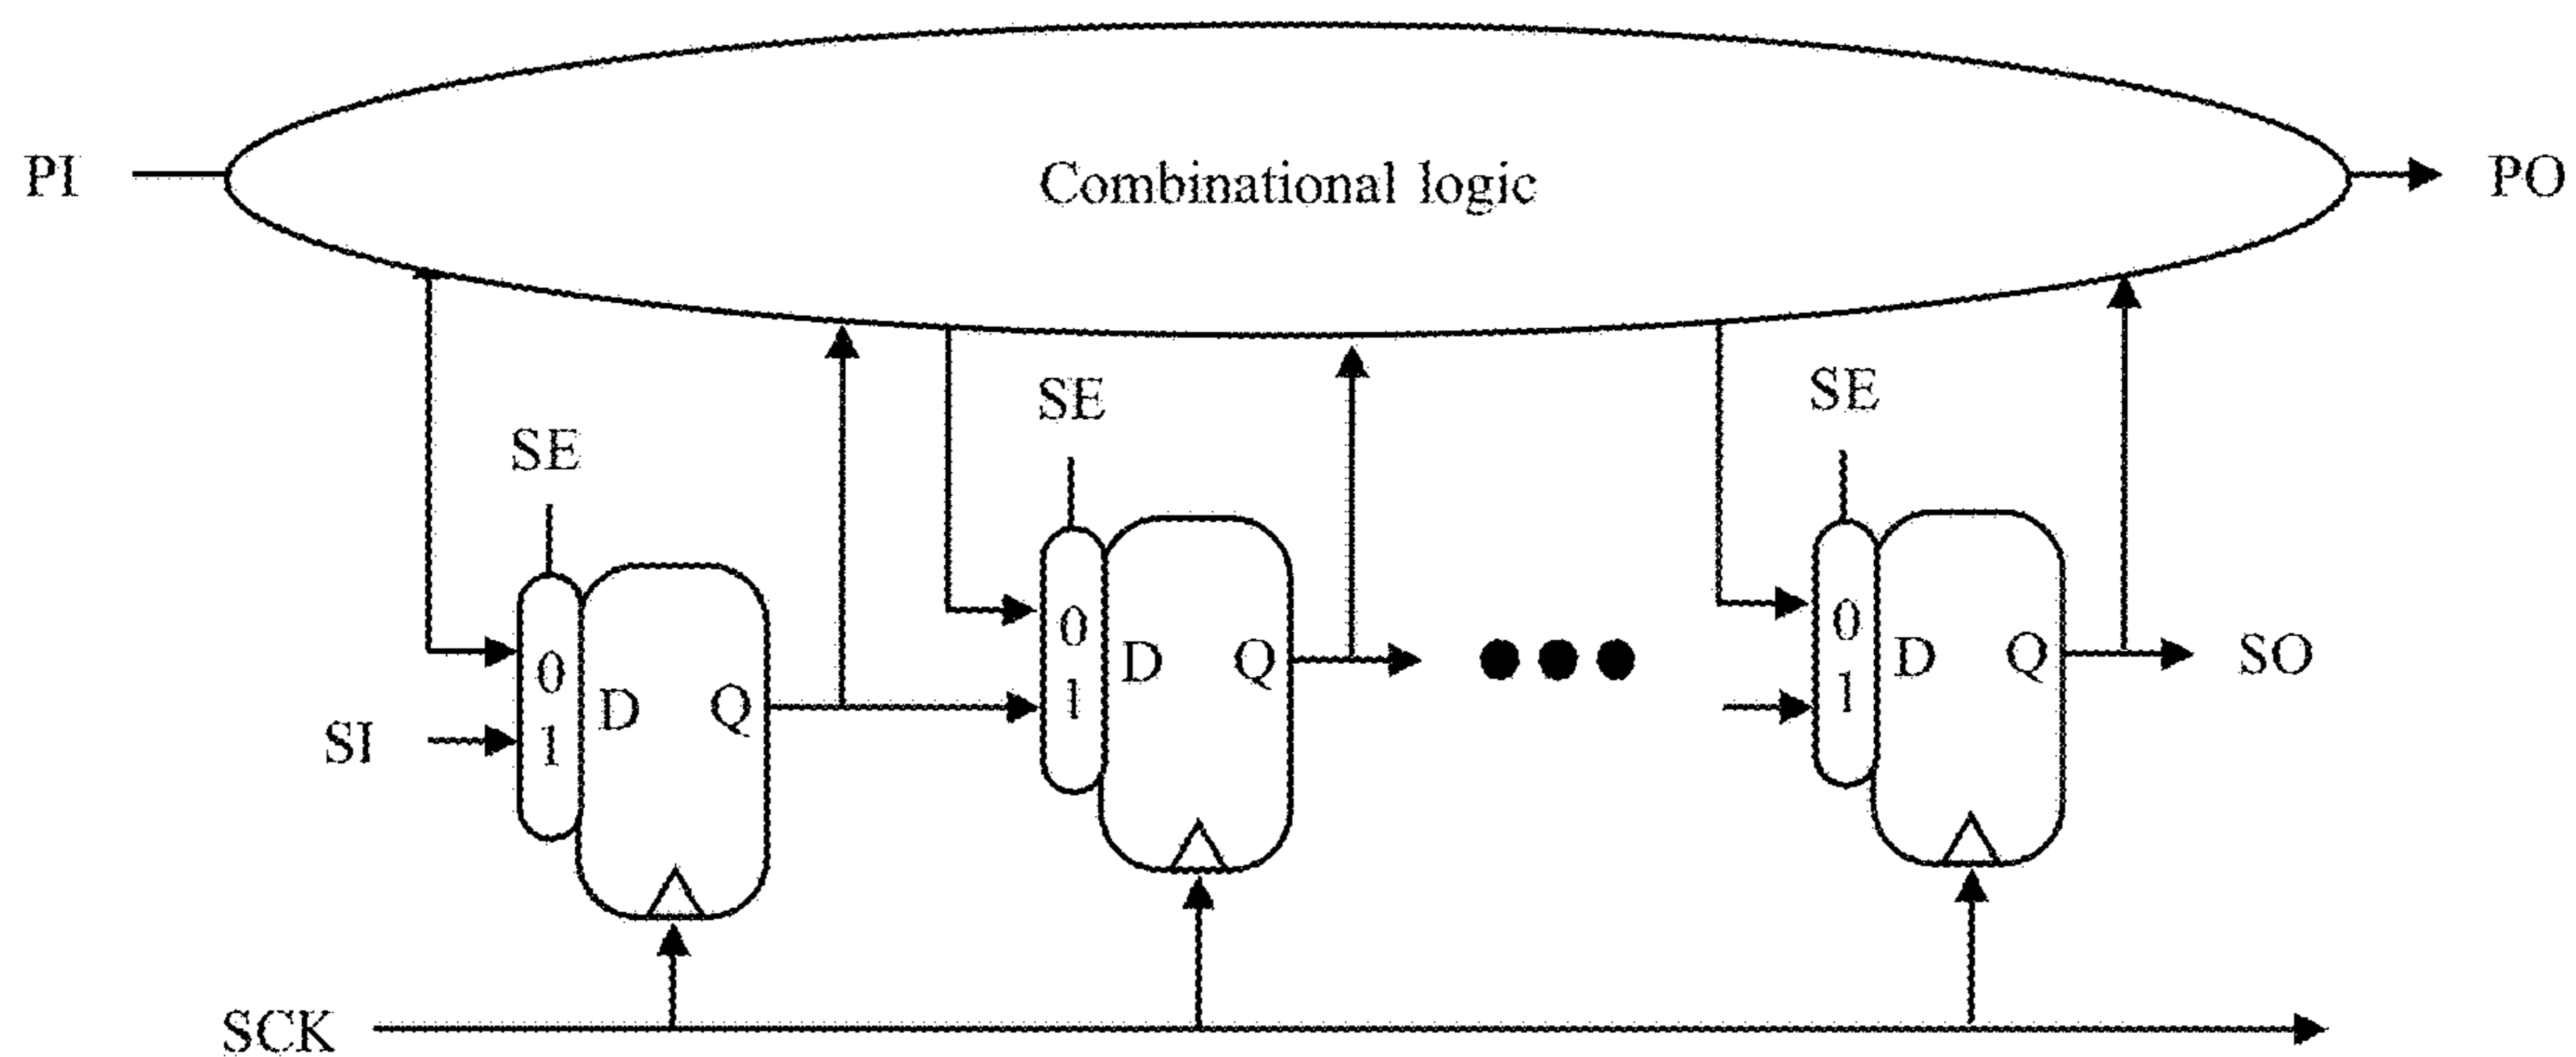 PI
Combinational logic
PO
SE
SE
SE
0
1
D
Q
0
1
D
Q
0
1
D
Q
SI
SO
SCK